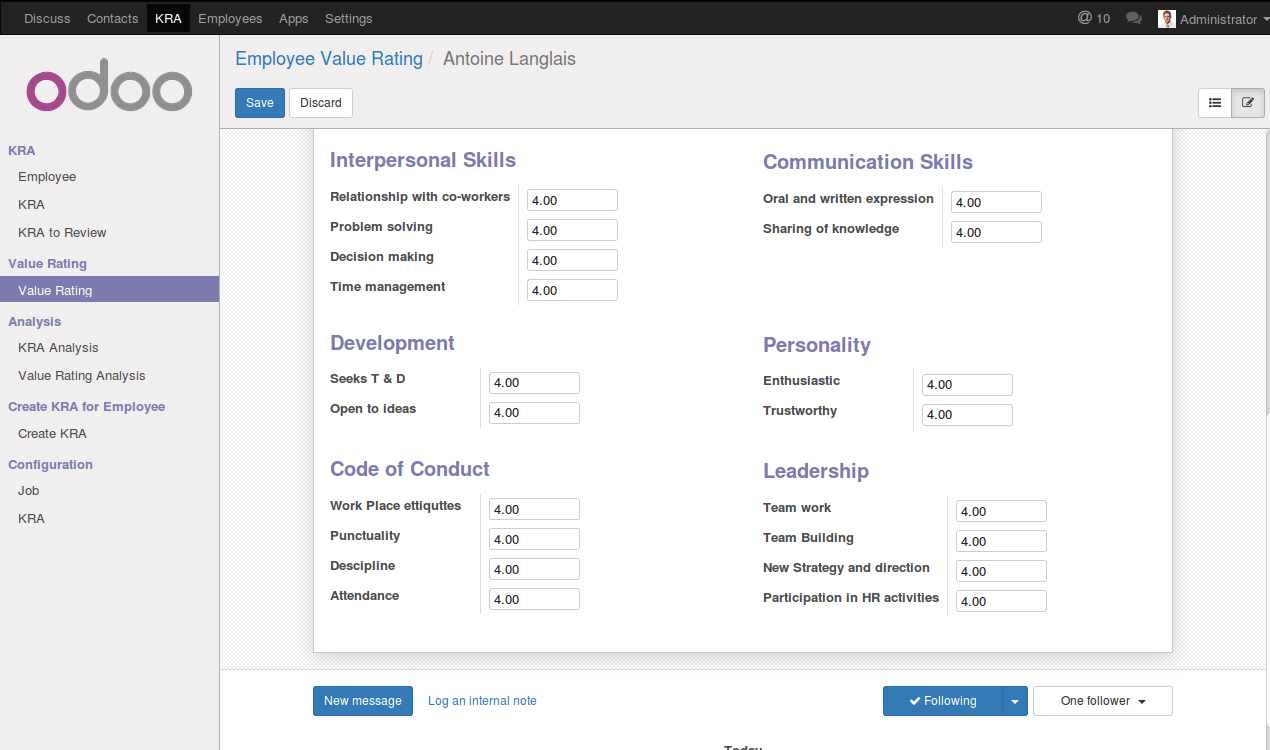 Discuss Contacts KRA Employees Apps Settings @ 10 Administrator
odoo
KRA
Employee
KRA
KRA to Review
Value Rating
Value Rating
Analysis
KRA Analysis
Value Rating Analysis
Create KRA for Employee
Create KRA
Configuration
Job
KRA
Employee Value Rating / Antoine Langlais
Save Discard
Interpersonal Skills
Relationship with co-workers 4.00
Problem solving 4.00
Decision making 4.00
Time management 4.00
Communication Skills
Oral and written expression 4.00
Sharing of knowledge 4.00
Development
Seeks T & D 4.00
Open to ideas 4.00
Personality
Enthusiastic 4.00
Trustworthy 4.00
Code of Conduct
Work Place ettiquttes 4.00
Punctuality 4.00
Descipline 4.00
Attendance 4.00
Leadership
Team work 4.00
Team Building 4.00
New Strategy and direction 4.00
Participation in HR activities 4.00
New message Log an internal note Following One follower
Today